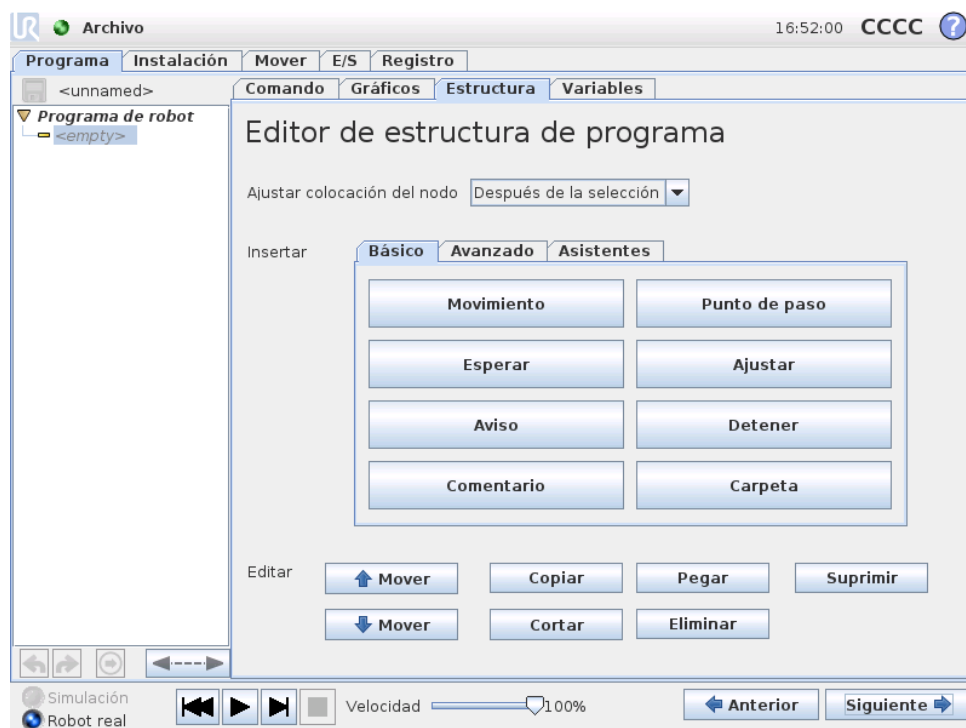 UR Archivo 16:52:00 CCCC ?
Programa Instalación Mover E/S Registro
<unnamed> Comando Gráficos Estructura Variables
Programa de robot
<empty>
Editor de estructura de programa
Ajustar colocación del nodo Después de la selección
Insertar Básico Avanzado Asistentes
Movimiento Punto de paso
Esperar Ajustar
Aviso Detener
Comentario Carpeta
Editar Mover Copiar Pegar Suprimir
Mover Cortar Eliminar
Simulación
Robot real
Velocidad 100% Anterior Siguiente